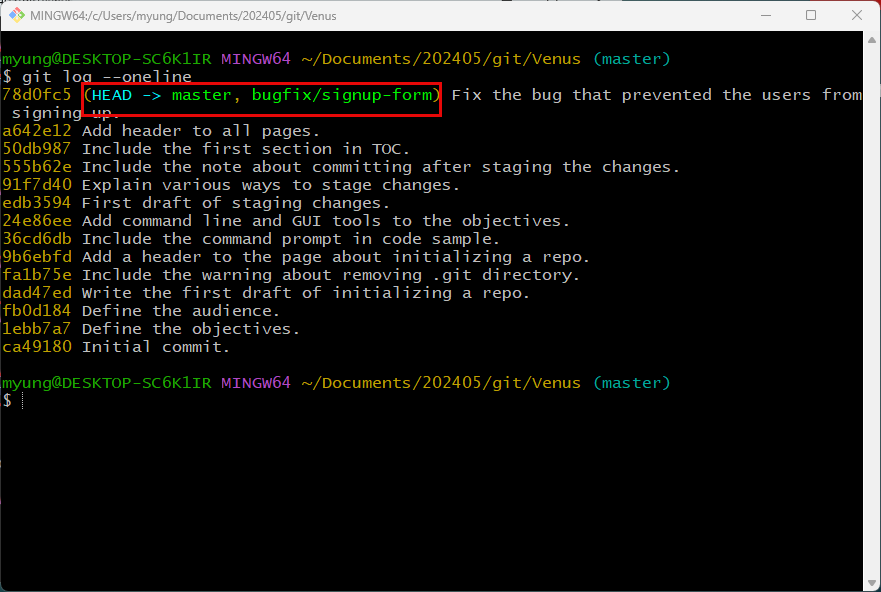 MINGW64:/c/Users/myung/Documents/202405/git/Venus
myung@DESKTOP-SC6K1IR MINGW64 ~/Documents/202405/git/Venus (master)
$ git log --oneline
78d0fc5 (HEAD -> master, bugfix/signup-form) Fix the bug that prevented the users from
signing up.
a642e12 Add header to all pages.
50db987 Include the first section in TOC.
555b62e Include the note about committing after staging the changes.
91f7d40 Explain various ways to stage changes.
edb3594 First draft of staging changes.
24e86ee Add command line and GUI tools to the objectives.
36cd6db Include the command prompt in code sample.
9b6ebfd Add a header to the page about initializing a repo.
fa1b75e Include the warning about removing .git directory.
dad47ed Write the first draft of initializing a repo.
fb0d184 Define the audience.
1ebb7a7 Define the objectives.
ca49180 Initial commit.
myung@DESKTOP-SC6K1IR MINGW64 ~/Documents/202405/git/Venus (master)
$